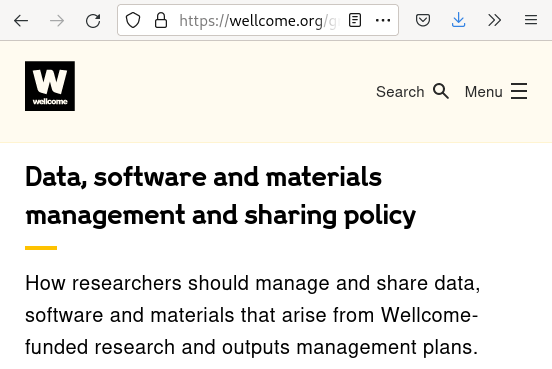 https://wellcome.org/g
W
wellcome
Search
Menu
Data, software and materials
management and sharing policy
How researchers should manage and share data,
software and materials that arise from Wellcome-
funded research and outputs management plans.